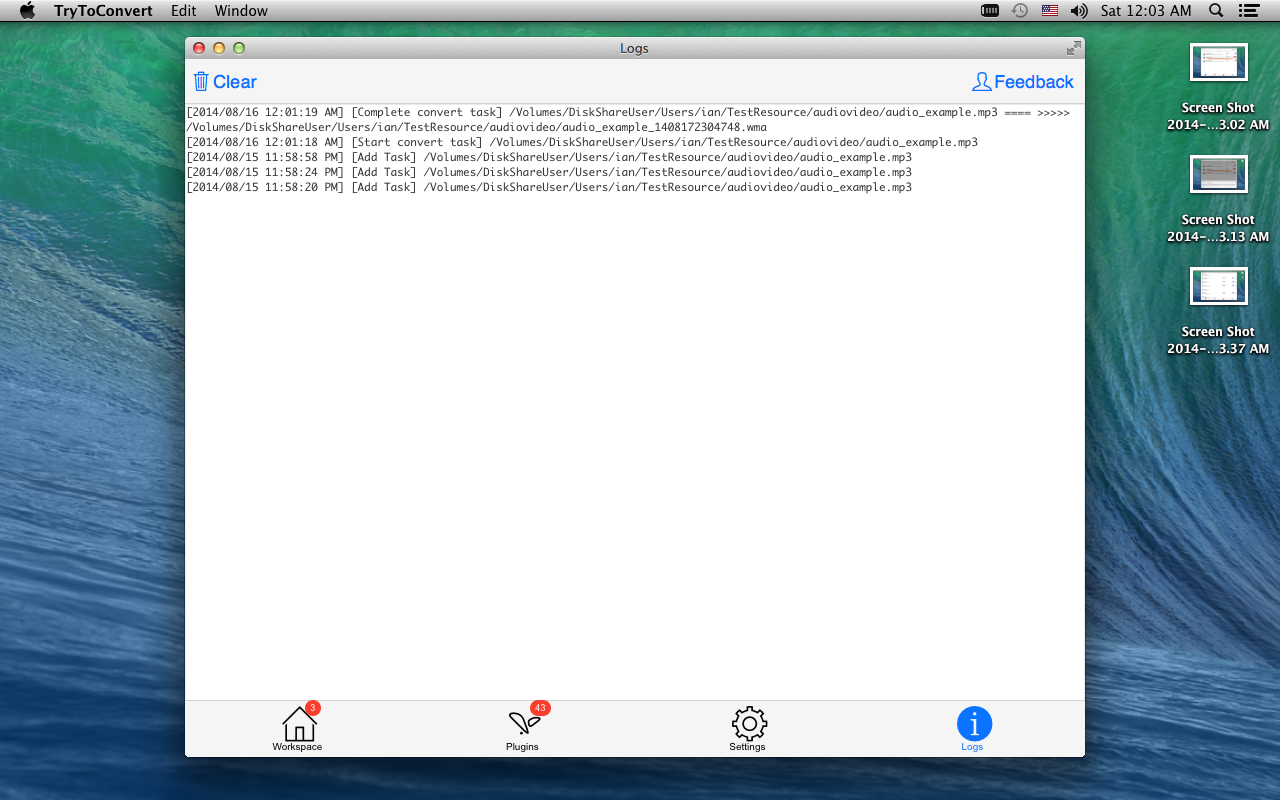 TryToConvert Edit Window Sat 12:03 AM
Logs
Clear Feedback
[2014/08/16 12:01:19 AM] [Complete convert task] /Volumes/DiskShareUser/Users/ian/TestResource/audiovideo/audio_example.mp3 ==== >>>>>
/Volumes/DiskShareUser/Users/ian/TestResource/audiovideo/audio_example_1408172304748.wma
[2014/08/16 12:01:18 AM] [Start convert task] /Volumes/DiskShareUser/Users/ian/TestResource/audiovideo/audio_example.mp3
[2014/08/15 11:58:58 PM] [Add Task] /Volumes/DiskShareUser/Users/ian/TestResource/audiovideo/audio_example.mp3
[2014/08/15 11:58:24 PM] [Add Task] /Volumes/DiskShareUser/Users/ian/TestResource/audiovideo/audio_example.mp3
[2014/08/15 11:58:20 PM] [Add Task] /Volumes/DiskShareUser/Users/ian/TestResource/audiovideo/audio_example.mp3
3
Workspace
43
Plugins
Settings
i
Logs
Screen Shot
2014-...3.02 AM
Screen Shot
2014-...3.13 AM
Screen Shot
2014-...3.37 AM